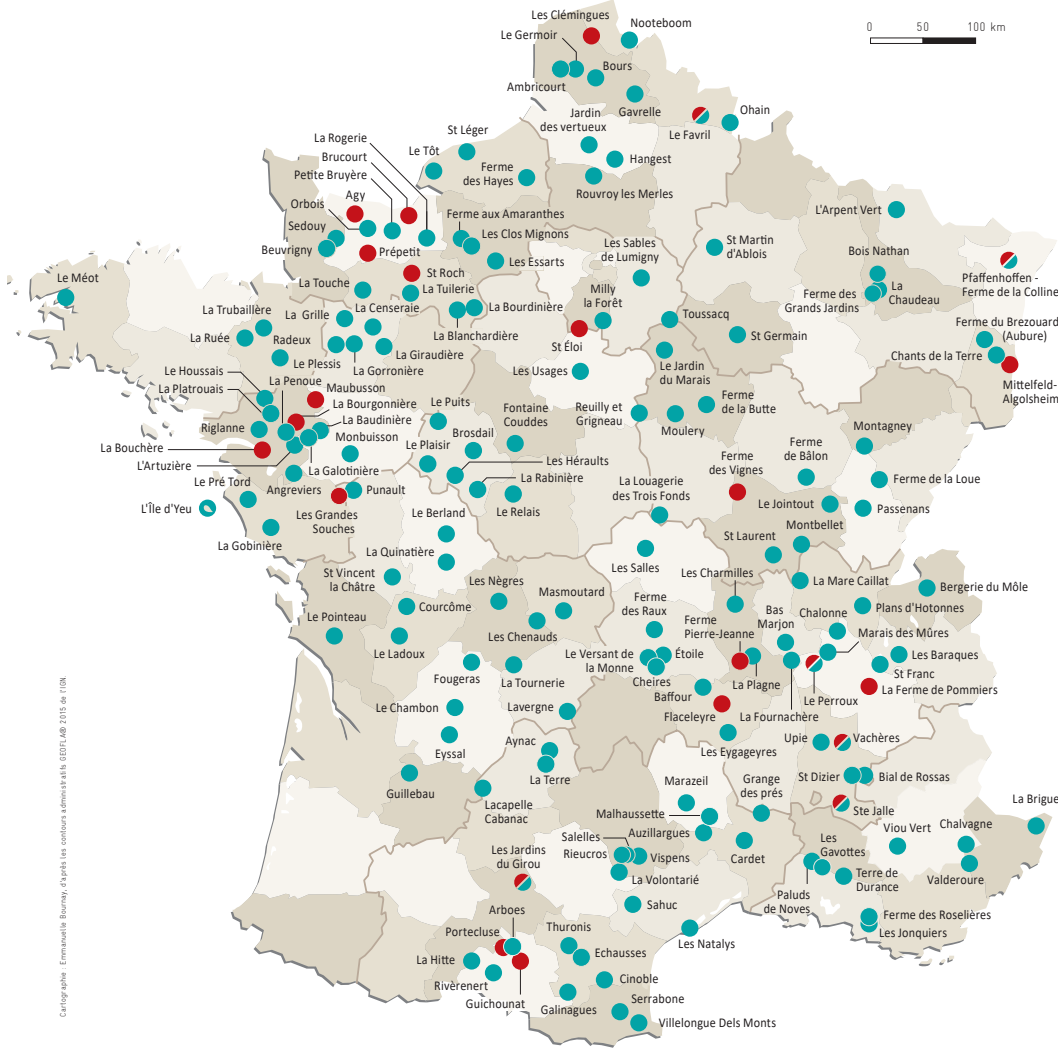 Les Clémingues
Nooteboom
0 50 100 km
Le Germoir
Bours
Ambricourt
Gavrelle
Ohain
Le Favril
Jardin
des vertueux
St Léger
La Rogerie
Le Tôt
Brucourt
Hangest
Petite Bruyère
Ferme
des Hayes
Rouvroy les Merles
Agy
Orbois
L'Arpent Vert
Ferme aux Amaranthes
Sedouy
Les Clos Mignons
Beuvrigny
Prépetit
Les Essarts
Les Sables
de Lumigny
St Martin
d'Ablois
Bois Nathan
Pfaffenhoffen -
Ferme de la Colline
St Roch
Le Méot
La Touche
La Tuilerie
Milly
la Forêt
Ferme des
Grands Jardins
La
Chaudeau
La Trubaillère
La Grille
La Censeraie
La Bourdinière
La Blanchardière
Toussacq
Ferme du Brezouard
(Aubure)
La Ruée
Radeux
St Éloi
St Germain
Chants de la Terre
Le Plessis
La Giraudière
Le Jardin
du Marais
La Gorronière
Les Usages
Mittelfeld-
Algolsheim
Le Houssais
La Penoue
La Platrouais
Maubusson
La Bourgonnière
Le Puits
Reuilly et
Grigneau
Ferme
de la Butte
Riglanne
La Baudinière
Fontaine
Couddes
Moulery
Montagney
Monbuisson
Le Plaisir
Brosdail
La Bouchère
L'Artuzière
La Galotinière
Les Héraults
Ferme
des Vignes
Ferme
de Bâlon
Angreviers
La Rabinière
Ferme de la Loue
Le Pré Tord
Punault
Le Relais
La Louagerie
des Trois Fonds
Le Jointout
Passenans
L'Île d'Yeu
Les Grandes
Souches
Le Berland
Montbellet
La Gobinière
St Laurent
La Quinatière
Les Salles
St Vincent
la Châtre
Les Nègres
Les Charmilles
La Mare Caillat
Bergerie du Môle
Masmoutard
Courcôme
Ferme
des Raux
Bas
Marjon
Chalonne
Plans d'Hotonnes
Le Pointeau
Les Chenauds
Ferme
Pierre-Jeanne
Marais des Mûres
Le Ladoux
Le Versant de
la Monne
Étoile
Les Baraques
Fougeras
La Tournerie
Cheires
La Plagne
St Franc
Baffour
Le Perroux
La Ferme de Pommiers
Le Chambon
Lavergne
Flaceleyre
La Fournachère
Eyssal
Aynac
Les Eygageyres
Upie
Vachères
La Terre
Guillebau
Lacapelle
Cabanac
Marazeil
Grange
des prés
St Dizier
Bial de Rossas
Malhaussette
Ste Jalle
La Brigue
Auzillargues
Salelles
Les
Gavottes
Viou Vert
Chalvagne
Les Jardins
du Girou
Rieucros
Vispens
Cardet
La Volontarié
Terre de
Durance
Valderoure
Paluds
de Noves
Arboes
Sahuc
Ferme des Roselières
Portecluse
Thuronis
Les Natalys
Les Jonquiers
La Hitte
Echausses
Rivèrenert
Cinoble
Guichounat
Galinagues
Serrabone
Villelongue Dels Monts
Cartographie : Emmanuelle Bournay, d'après les contours administratifs GEOFLA® 2015 de l'IGN